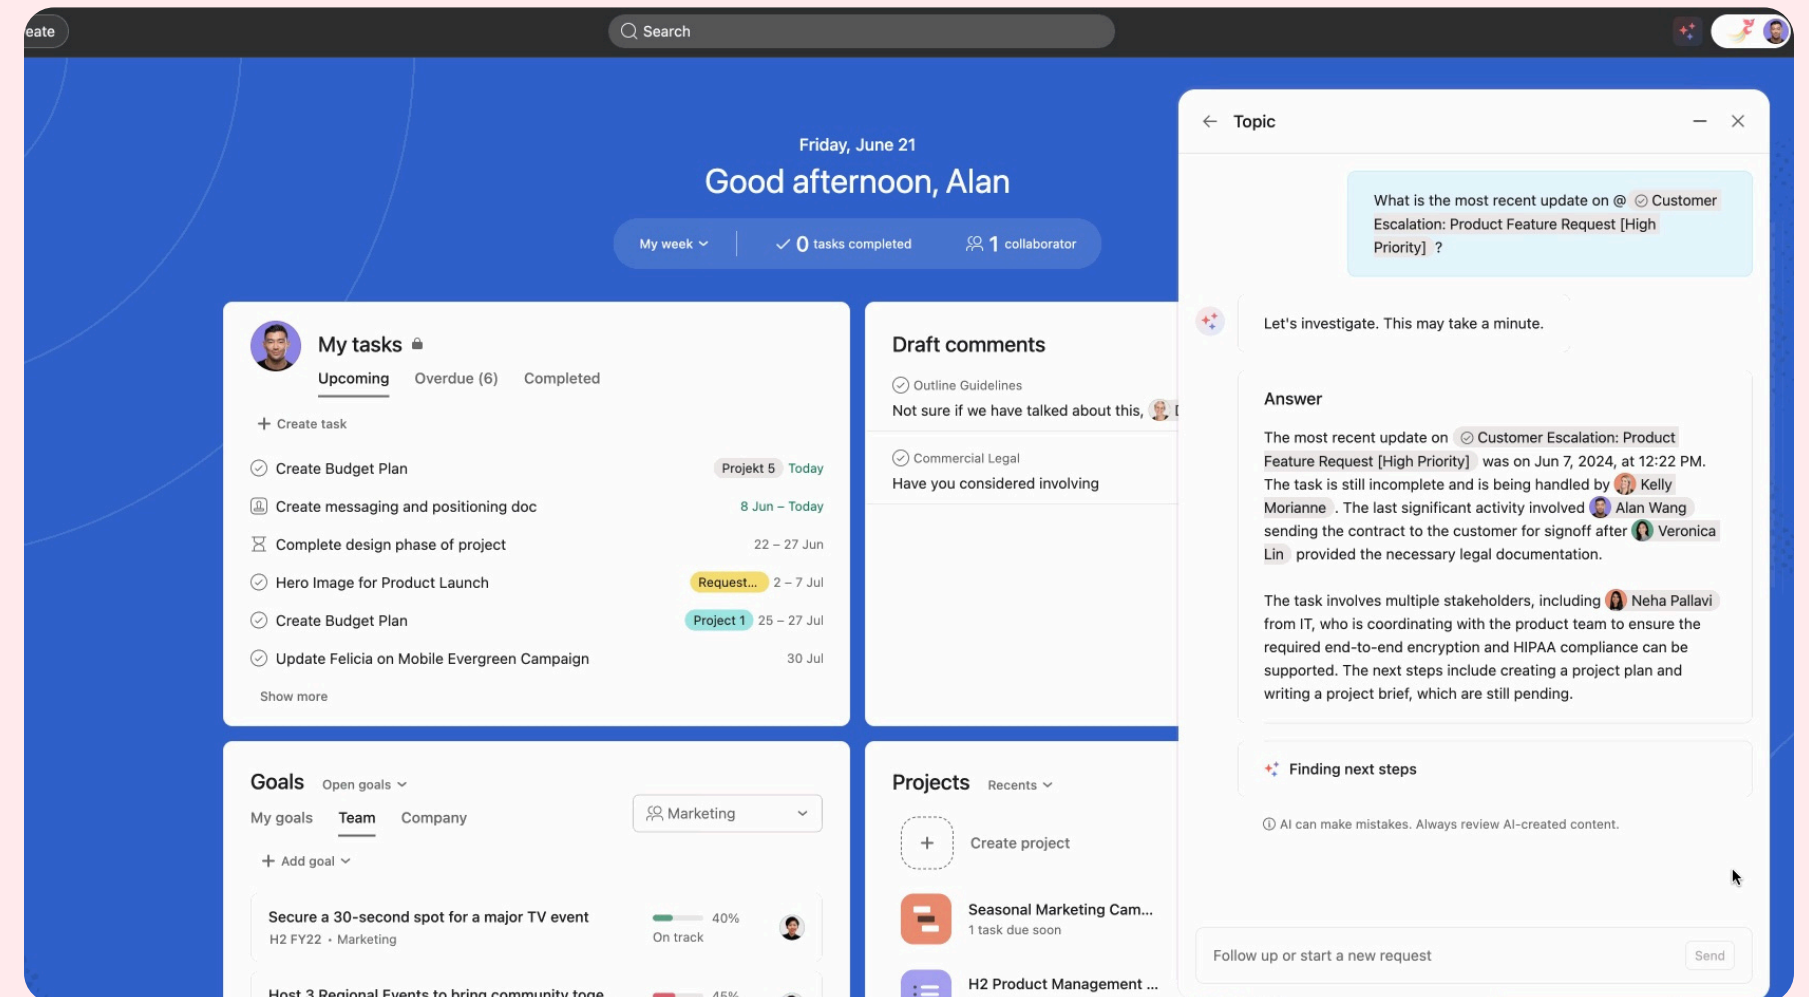 eate
Search
Friday, June 21
Good afternoon, Alan
My week
0 tasks completed
1 collaborator
My tasks
Upcoming
Overdue (6)
Completed
Create task
Create Budget Plan
Projekt 5
Today
Create messaging and positioning doc
8 Jun – Today
Complete design phase of project
22 – 27 Jun
Hero Image for Product Launch
Request...
2 – 7 Jul
Create Budget Plan
Project 1
25 – 27 Jul
Update Felicia on Mobile Evergreen Campaign
30 Jul
Show more
Draft comments
Outline Guidelines
Not sure if we have talked about this,
Commercial Legal
Have you considered involving
Goals
Open goals
My goals
Team
Company
Marketing
Add goal
Secure a 30-second spot for a major TV event
H2 FY22 • Marketing
40%
On track
Host 3 Regional Events to bring community toge
45%
Projects
Recents
Create project
Seasonal Marketing Cam...
1 task due soon
H2 Product Management ...
Topic
What is the most recent update on @ Customer
Escalation: Product Feature Request [High
Priority] ?
Let's investigate. This may take a minute.
Answer
The most recent update on Customer Escalation: Product
Feature Request [High Priority] was on Jun 7, 2024, at 12:22 PM.
The task is still incomplete and is being handled by Kelly
Morianne . The last significant activity involved Alan Wang
sending the contract to the customer for signoff after Veronica
Lin provided the necessary legal documentation.
The task involves multiple stakeholders, including Neha Pallavi
from IT, who is coordinating with the product team to ensure the
required end-to-end encryption and HIPAA compliance can be
supported. The next steps include creating a project plan and
writing a project brief, which are still pending.
Finding next steps
AI can make mistakes. Always review AI-created content.
Follow up or start a new request
Send